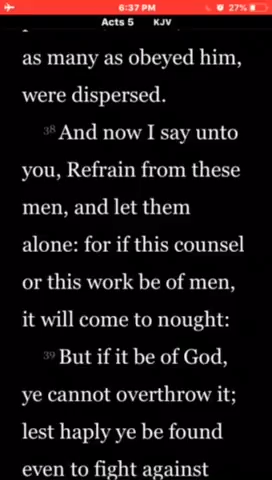 6:37 PM
27%
Acts 5 KJV
as many as obeyed him,
were dispersed.
38 And now I say unto
you, Refrain from these
men, and let them
alone: for if this counsel
or this work be of men,
it will come to nought:
39 But if it be of God,
ye cannot overthrow it;
lest haply ye be found
even to fight against